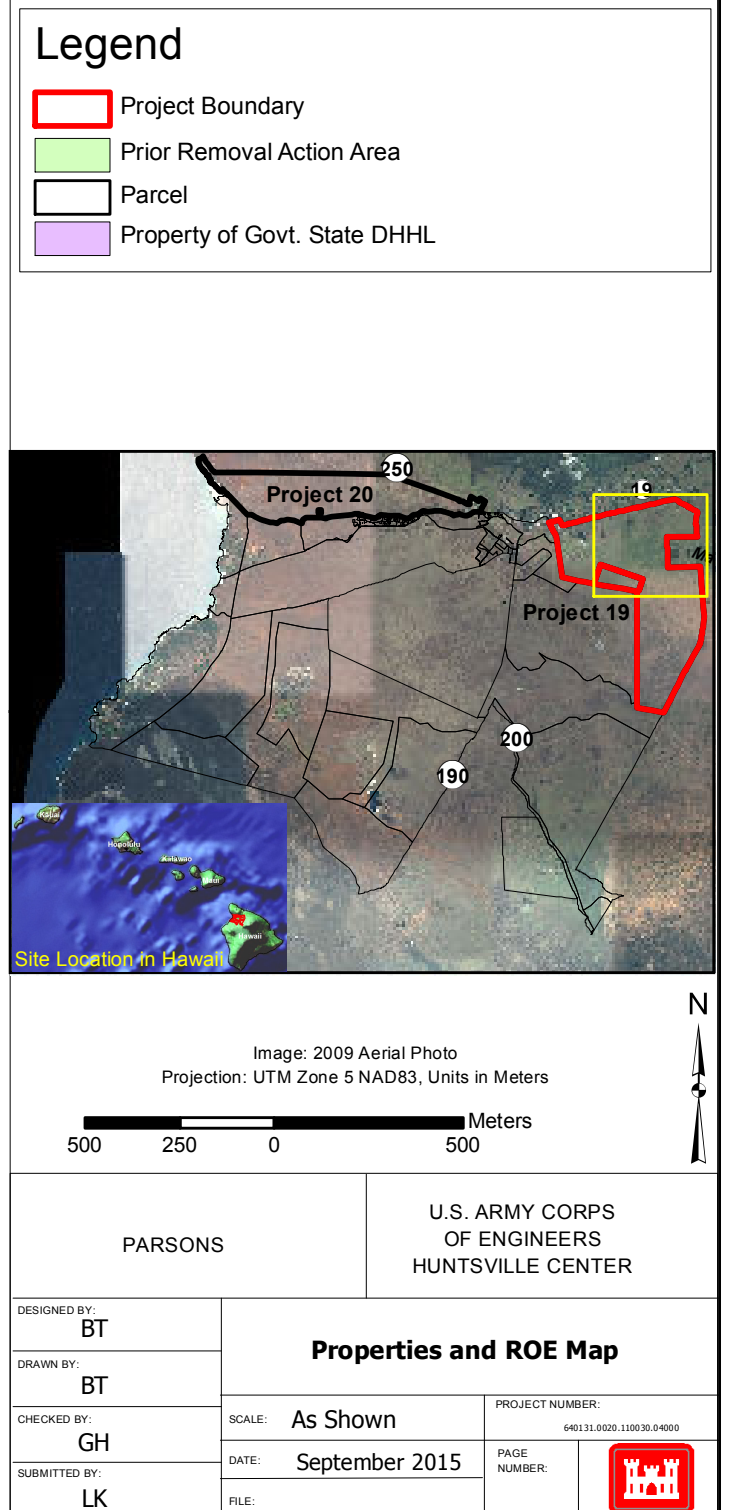 Legend
Project Boundary
Prior Removal Action Area
Parcel
Property of Govt. State DHHL
250
19
Project 20
Project 19
200
190
Kauai
Honolulu
Kalawao
Maui
Hawaii
Site Location in Hawaii
N
Image: 2009 Aerial Photo
Projection: UTM Zone 5 NAD83, Units in Meters
Meters
500 250 0 500
PARSONS
U.S. ARMY CORPS
OF ENGINEERS
HUNTSVILLE CENTER
DESIGNED BY:
BT
DRAWN BY:
BT
CHECKED BY:
GH
SUBMITTED BY:
LK
Properties and ROE Map
SCALE: As Shown
PROJECT NUMBER:
640131.0020.110030.04000
DATE: September 2015
PAGE
NUMBER:
FILE: